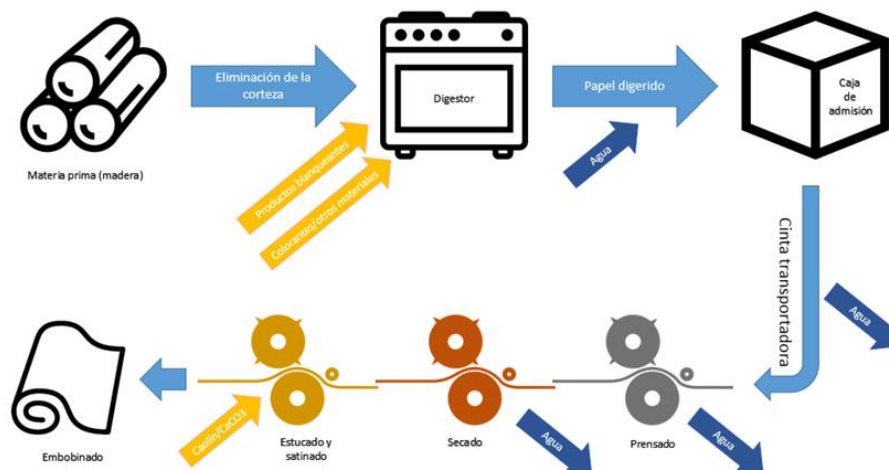 Eliminación de la
corteza
Digestor
Papel digerido
Caja
de
admisión
Materia prima (madera)
Productos blanqueantes
Colorantes/otros materiales
Agua
Cinta transportadora
Agua
Caolín/CaCO3
Agua
Agua
Embobinado
Estucado y
satinado
Secado
Prensado